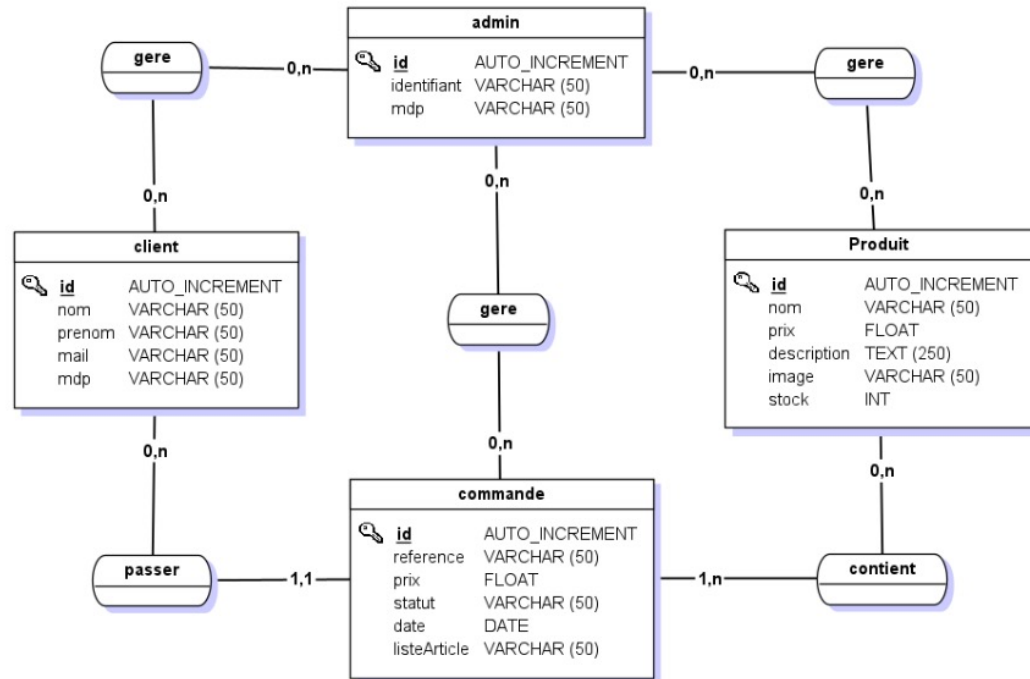 admin
id AUTO_INCREMENT
identifiant VARCHAR (50)
mdp VARCHAR (50)
gere
0,n
0,n
gere
0,n
0,n
0,n
client
id AUTO_INCREMENT
nom VARCHAR (50)
prenom VARCHAR (50)
mail VARCHAR (50)
mdp VARCHAR (50)
gere
Produit
id AUTO_INCREMENT
nom VARCHAR (50)
prix FLOAT
description TEXT (250)
image VARCHAR (50)
stock INT
0,n
0,n
0,n
commande
id AUTO_INCREMENT
reference VARCHAR (50)
prix FLOAT
statut VARCHAR (50)
date DATE
listeArticle VARCHAR (50)
passer
1,1
1,n
contient